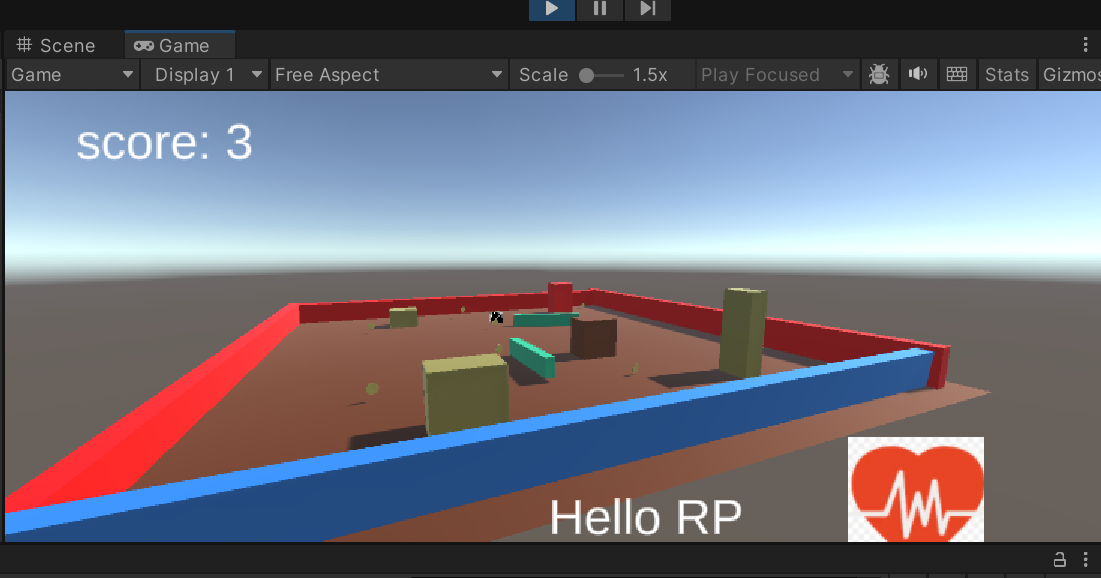 Scene
Game
Game
Display 1
Free Aspect
Scale
1.5x
Play Focused
Stats
Gizmos
score: 3
Hello RP